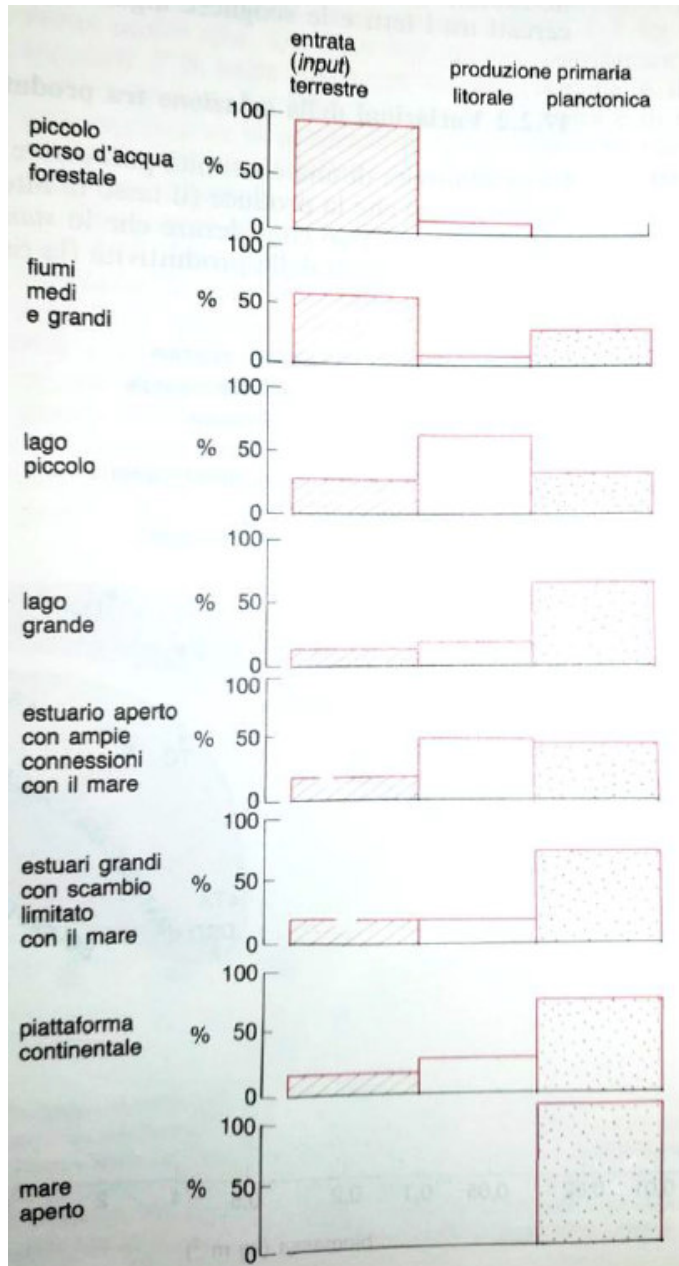 entrata
(input)
terrestre
produzione primaria
litorale planctonica
piccolo
corso d'acqua
forestale
%
100
50
0
fiumi
medi
e grandi
%
100
50
0
lago
piccolo
%
100
50
0
lago
grande
%
100
50
0
estuario aperto
con ampie
connessioni
con il mare
%
100
50
0
estuari grandi
con scambio
limitato
con il mare
%
100
50
0
piattaforma
continentale
%
100
50
0
mare
aperto
%
100
50
0